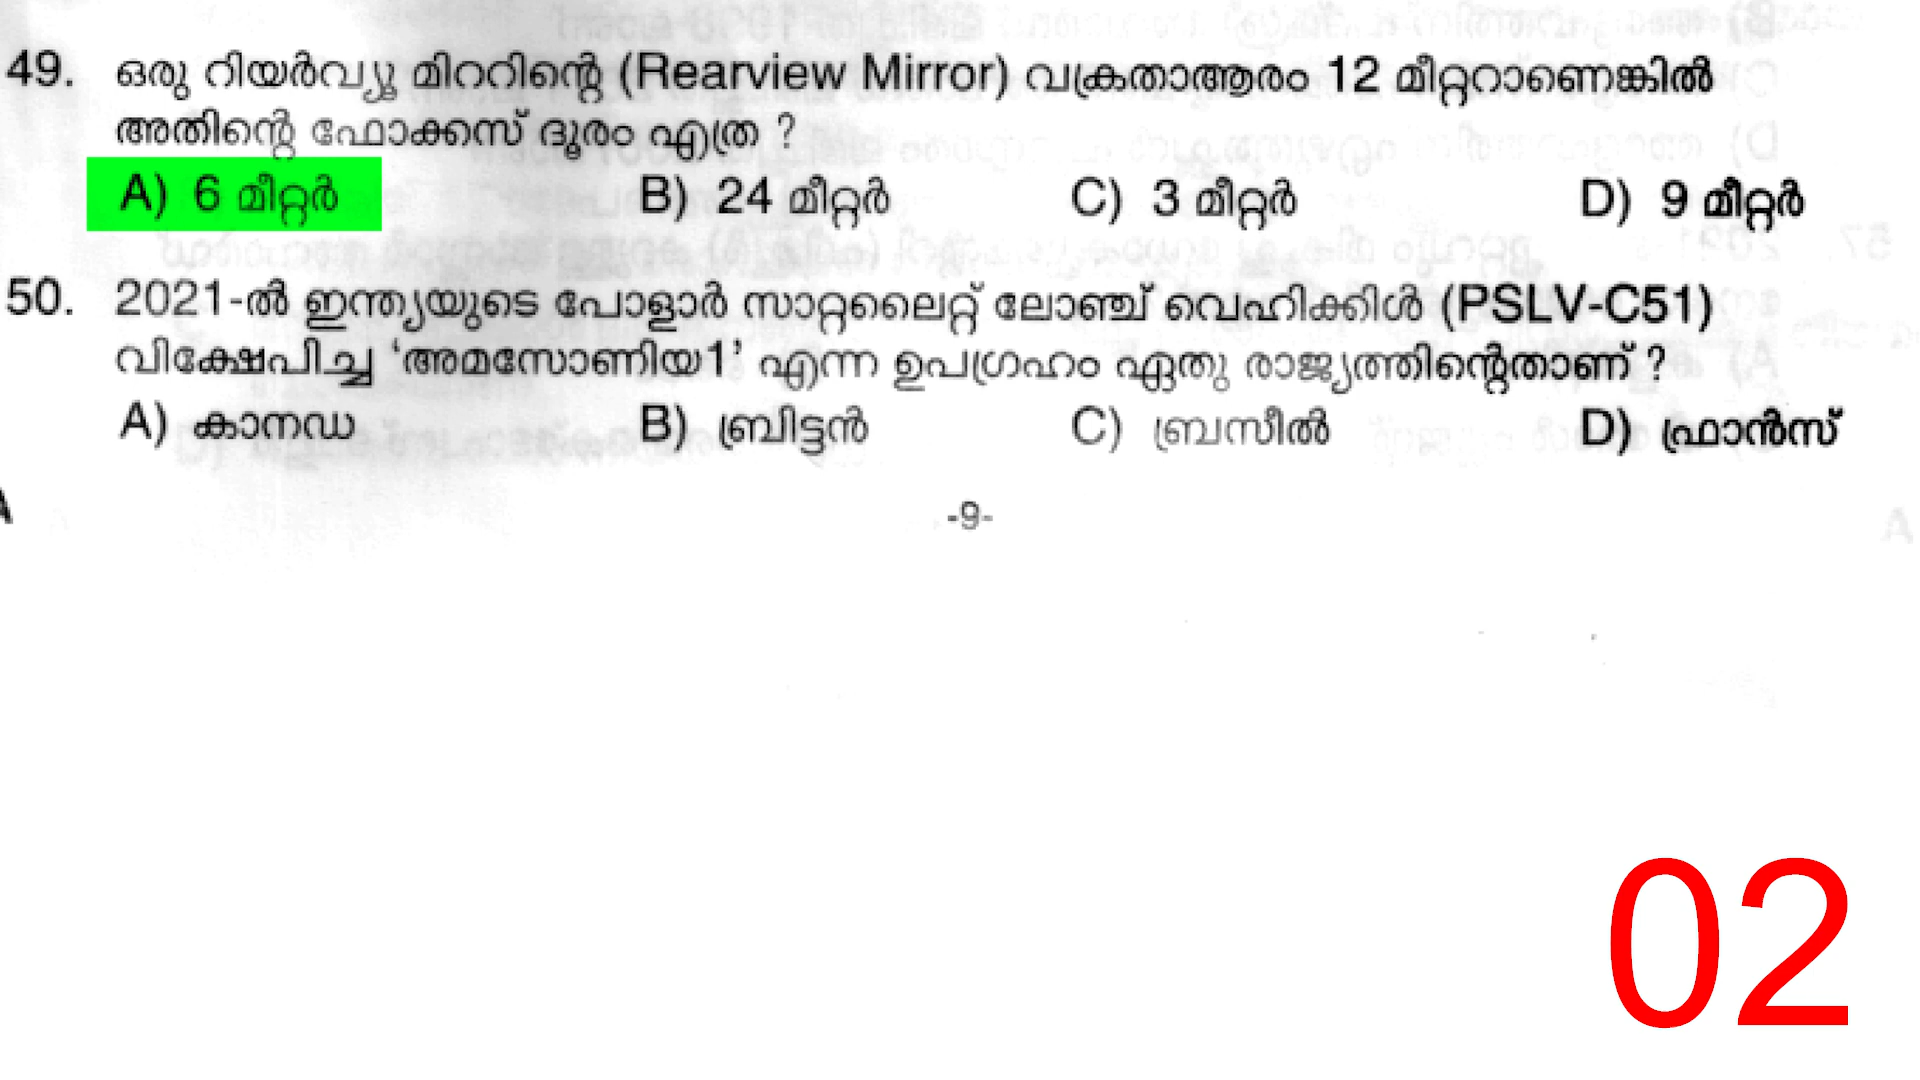 49. ഒരു റിയർവ്യൂ മിററിന്റെ (Rearview Mirror) വക്രതാആരം 12 മീറ്ററാണെങ്കിൽ
അതിന്റെ ഫോക്കസ് ദൂരം എത്ര ?
A) 6 മീറ്റർ B) 24 മീറ്റർ C) 3 മീറ്റർ D) 9 മീറ്റർ
50. 2021-ൽ ഇന്ത്യയുടെ പോളാർ സാറ്റലൈറ്റ് ലോഞ്ച് വെഹിക്കിൾ (PSLV-C51)
വിക്ഷേപിച്ച ‘അമസോണിയ1’ എന്ന ഉപഗ്രഹം ഏതു രാജ്യത്തിന്റെതാണ് ?
A) കാനഡ B) ബ്രിട്ടൻ C) ബ്രസീൽ D) ഫ്രാൻസ്
A
-9-
02